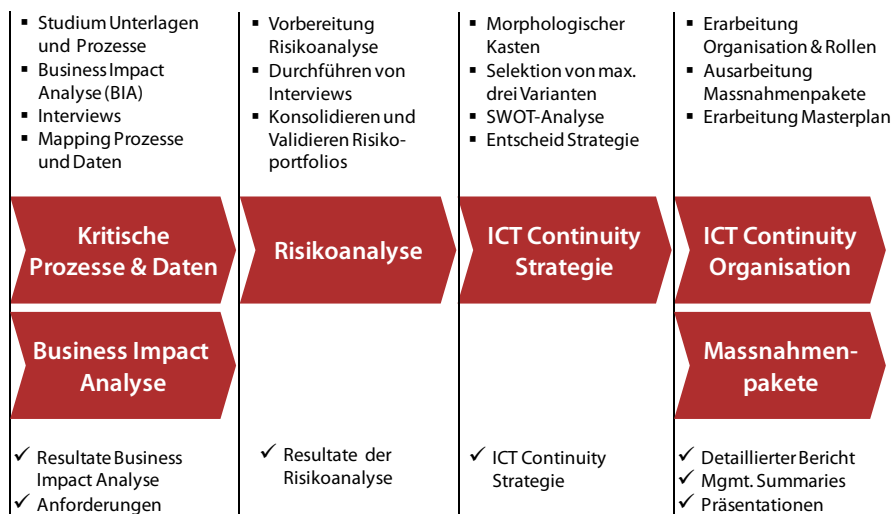 ▪ Studium Unterlagen
und Prozesse
▪ Business Impact
Analyse (BIA)
▪ Interviews
▪ Mapping Prozesse
und Daten
▪ Vorbereitung
Risikoanalyse
▪ Durchführen von
Interviews
▪ Konsolidieren und
Validieren Risiko-
portfolios
▪ Morphologischer
Kasten
▪ Selektion von max.
drei Varianten
▪ SWOT-Analyse
▪ Entscheid Strategie
▪ Erarbeitung
Organisation & Rollen
▪ Ausarbeitung
Massnahmenpakete
▪ Erarbeitung Masterplan
Kritische
Prozesse & Daten
Risikoanalyse
ICT Continuity
Strategie
ICT Continuity
Organisation
Business Impact
Analyse
Massnahmen-
pakete
✓ Resultate Business
Impact Analyse
✓ Anforderungen
✓ Resultate der
Risikoanalyse
✓ ICT Continuity
Strategie
✓ Detaillierter Bericht
✓ Mgmt. Summaries
✓ Präsentationen